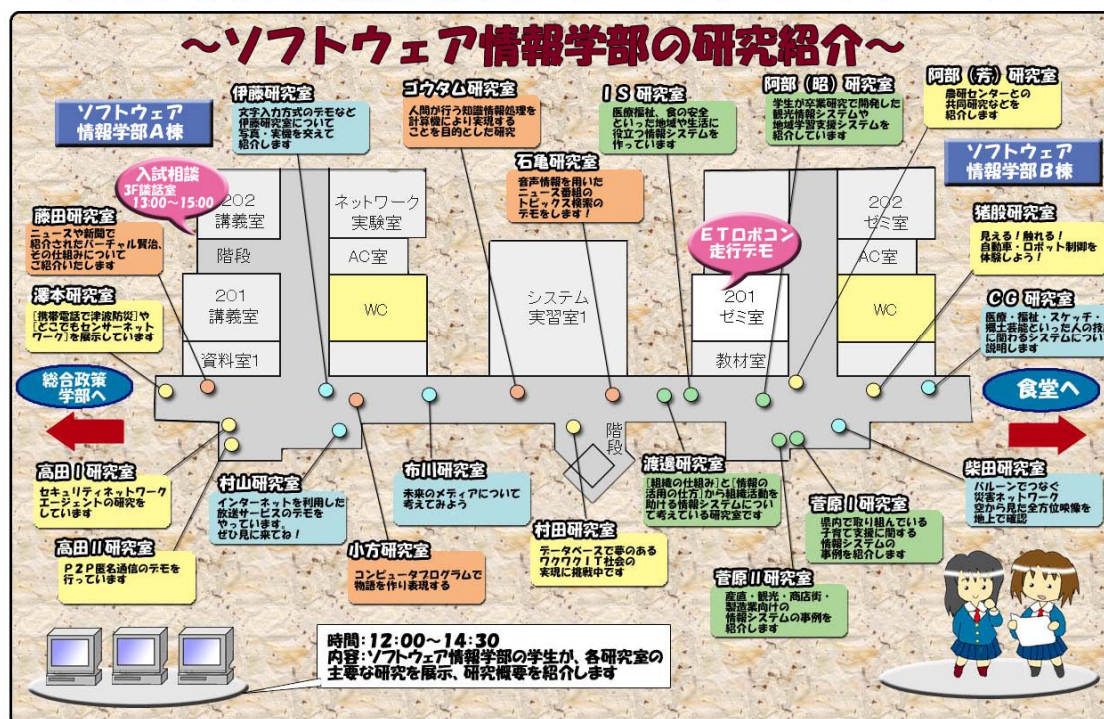 ～ソフトウェア情報学部の研究紹介～
ソフトウェア
情報学部A棟
伊藤研究室
文字入力方式のデモなど
伊藤研究室について
写真・実機を交えて
紹介します
ゴウタム研究室
人間が行う知識情報処理を
計算機により実現する
ことを目的とした研究
IS 研究室
医療福祉、食の安全
といった地域や生活に
役立つ情報システムを
作っています
阿部(昭)研究室
学生が卒業研究で開発した
観光情報システムや
地域学習支援システムを
紹介しています
阿部(芳)研究室
農研センターとの
共同研究などを
紹介します
ソフトウェア
情報学部B棟
入試相談
3F談話室
13:00～15:00
石亀研究室
音声情報を用いた
ニュース番組の
トピックス検索の
デモをします！
藤田研究室
ニュースや新聞で
紹介されたバーチャル賢治、
その仕組みについて
ご紹介いたします
猪股研究室
見える！触れる！
自動車・ロボット制御を
体験しよう！
澤本研究室
[携帯電話で津波防災]や
[どこでもセンサーネット
ワーク]を展示しています
CG 研究室
医療・福祉・スケッチ・
郷土芸能といった人の技
に関わるシステムについ
説明します
202
講義室
階段
201
講義室
資料室1
ネットワーク
実験室
AC室
WC
システム
実習室1
ETロボコン
走行デモ
201
ゼミ室
教材室
202
ゼミ室
AC室
WC
階段
総合政策
学部へ
食堂へ
高田I研究室
セキュリティネットワーク
エージェントの研究を
しています
高田II研究室
P2P匿名通信のデモを
行っています
村山研究室
インターネットを利用した
放送サービスのデモを
やっています。
ぜひ見に来てね！
布川研究室
未来のメディアについて
考えてみよう
小方研究室
コンピュータプログラムで
物語を作り表現する
村田研究室
データベースで夢のある
ワクワクIT社会の
実現に挑戦中です
渡邊研究室
[組織の仕組み]と[情報の
活用の仕方]から組織活動を
助ける情報システムについ
て考えている研究室です
菅原I研究室
県内で取り組んでいる
子育て支援に関する
情報システムの
事例を紹介します
菅原II研究室
産直・観光・商店街・
製造業向けの
情報システムの事例を
紹介します
柴田研究室
バルーンでつなぐ
災害ネットワーク
空から見た全方位映像を
地上で確認
時間：12:00～14:30
内容：ソフトウェア情報学部の学生が、各研究室の
主要な研究を展示、研究概要を紹介します